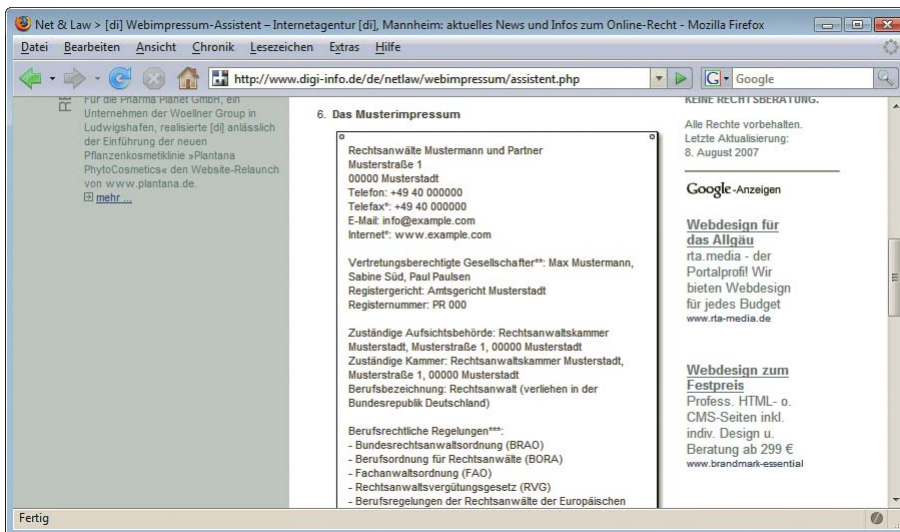 Net & Law > [di] Webimpressum-Assistent – Internetagentur [di], Mannheim: aktuelles News und Infos zum Online-Recht - Mozilla Firefox
Datei Bearbeiten Ansicht Chronik Lesezeichen Extras Hilfe
http://www.digi-info.de/de/netlaw/webimpressum/assistent.php
Google
RE
Für die Pharma Planet GmbH, ein
Unternehmen der Woellner Group in
Ludwigshafen, realisierte [di] anlässlich
der Einführung der neuen
Pflanzenkosmetiklinie »Plantana
PhytoCosmetics« den Website-Relaunch
von www.plantana.de.
mehr ...
6. Das Musterimpressum
Rechtsanwälte Mustermann und Partner
Musterstraße 1
00000 Musterstadt
Telefon: +49 40 000000
Telefax*: +49 40 000000
E-Mail: info@example.com
Internet*: www.example.com
Vertretungsberechtigte Gesellschafter**: Max Mustermann,
Sabine Süd, Paul Paulsen
Registergericht: Amtsgericht Musterstadt
Registernummer: PR 000
Zuständige Aufsichtsbehörde: Rechtsanwaltskammer
Musterstadt, Musterstraße 1, 00000 Musterstadt
Zuständige Kammer: Rechtsanwaltskammer Musterstadt,
Musterstraße 1, 00000 Musterstadt
Berufsbezeichnung: Rechtsanwalt (verliehen in der
Bundesrepublik Deutschland)
Berufsrechtliche Regelungen***:
- Bundesrechtsanwaltsordnung (BRAO)
- Berufsordnung für Rechtsanwälte (BORA)
- Fachanwaltsordnung (FAO)
- Rechtsanwaltsvergütungsgesetz (RVG)
- Berufsregelungen der Rechtsanwälte der Europäischen
KEINE RECHTSBERATUNG.
Alle Rechte vorbehalten.
Letzte Aktualisierung:
8. August 2007
Google-Anzeigen
Webdesign für
das Allgäu
rta.media - der
Portalprofi! Wir
bieten Webdesign
für jedes Budget
www.rta-media.de
Webdesign zum
Festpreis
Profess. HTML- o.
CMS-Seiten inkl.
indiv. Design u.
Beratung ab 299 €
www.brandmark-essential
Fertig